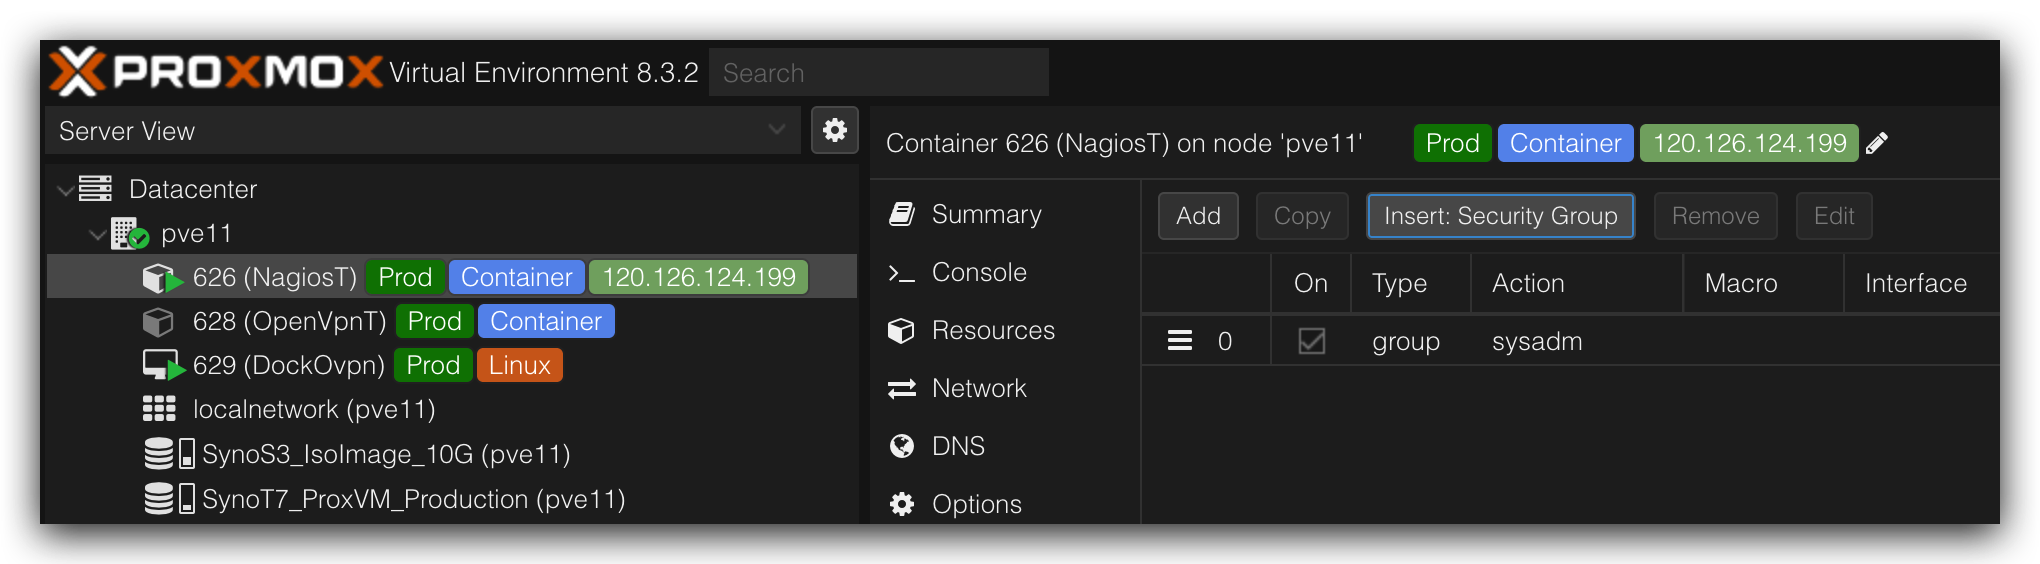 PROXMOX Virtual Environment 8.3.2 Search
Server View
Datacenter
pve11
626 (NagiosT) Prod Container 120.126.124.199
628 (OpenVpnT) Prod Container
629 (DockOvpn) Prod Linux
localnetwork (pve11)
SynoS3_IsoImage_10G (pve11)
SynoT7_ProxVM_Production (pve11)
Container 626 (NagiosT) on node 'pve11' Prod Container 120.126.124.199
Summary
Console
Resources
Network
DNS
Options
Add Copy Insert: Security Group Remove Edit
On Type Action Macro Interface
0 group sysadm